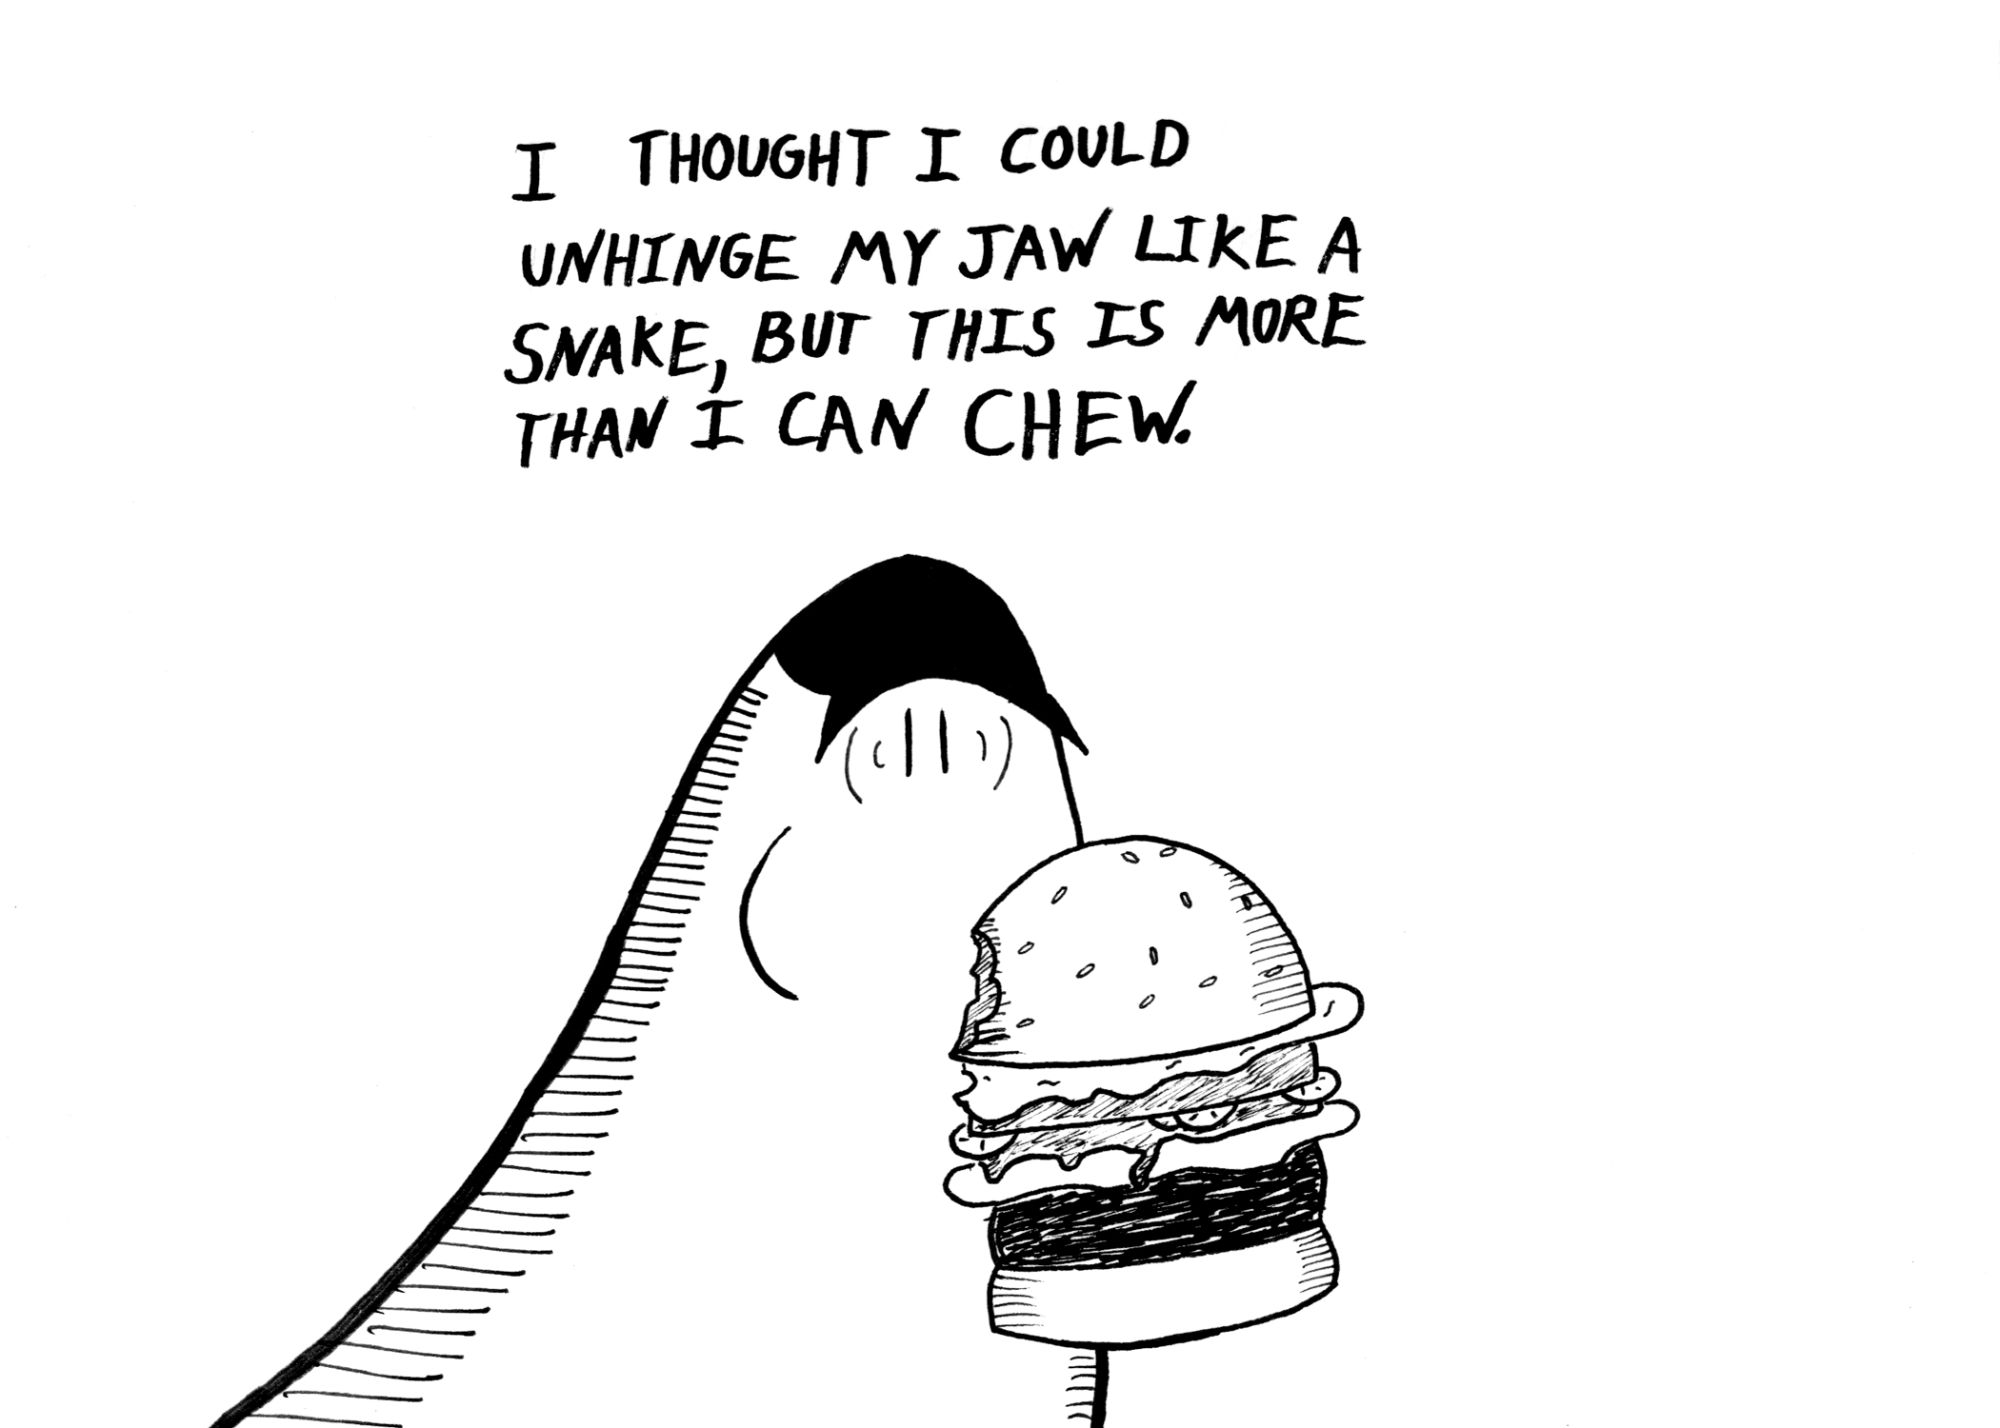 I THOUGHT I COULD
UNHINGE MY JAW LIKE A
SNAKE, BUT THIS IS MORE
THAN I CAN CHEW.